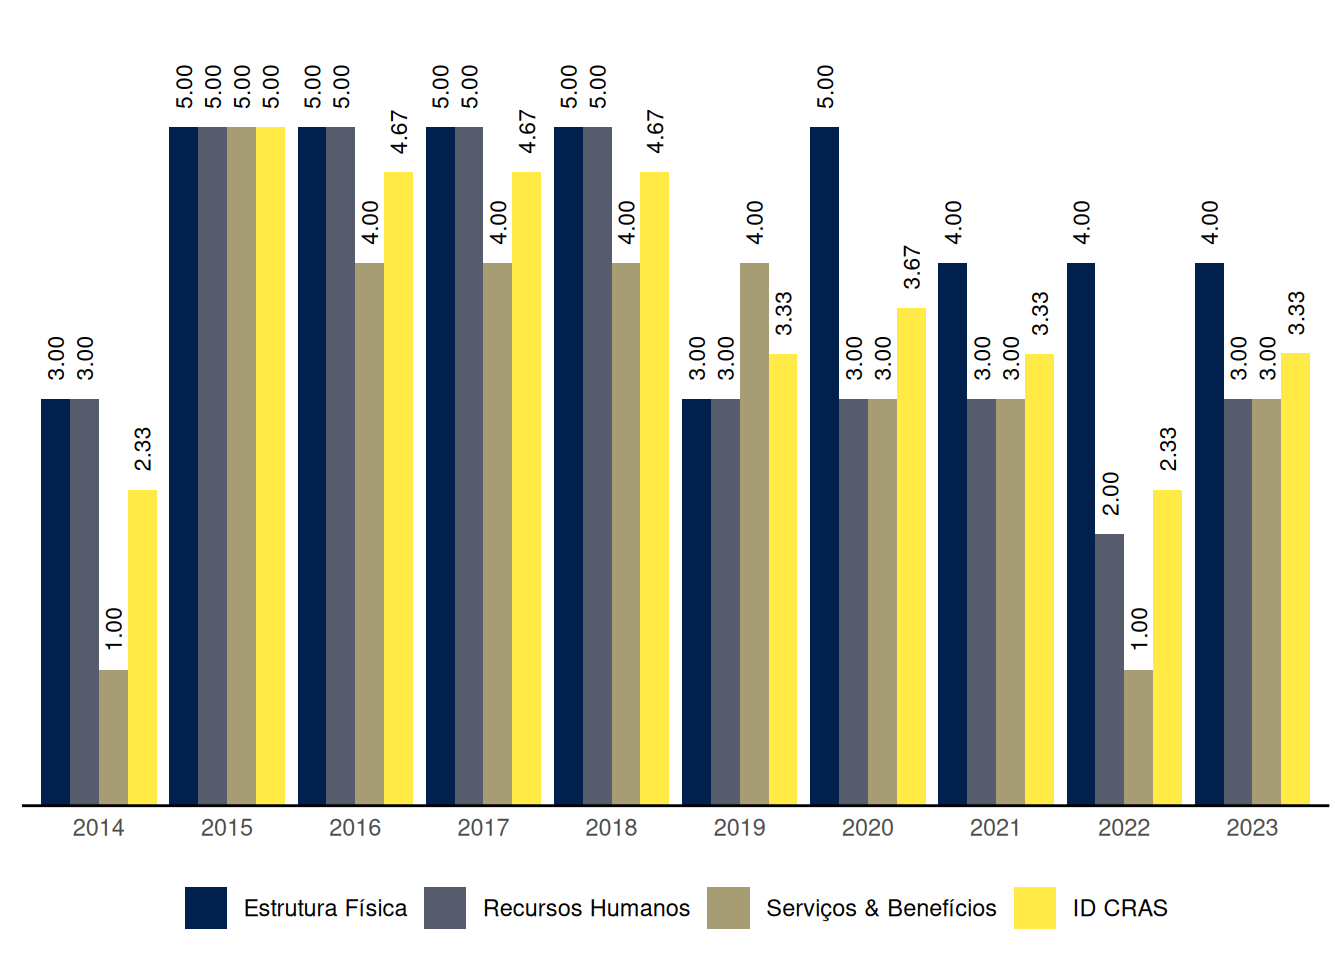 5.00 5.00 5.00 5.00 5.00 5.00 5.00 5.00 5.00 5.00 5.00
4.67 4.67 4.67
4.00 4.00 4.00 4.00 4.00 4.00 4.00
3.67
3.33 3.33 3.33
3.00 3.00 3.00 3.00 3.00 3.00 3.00 3.00 3.00 3.00
2.33 2.33
2.00
1.00 1.00
2014 2015 2016 2017 2018 2019 2020 2021 2022 2023
Estrutura Física Recursos Humanos Serviços & Benefícios ID CRAS